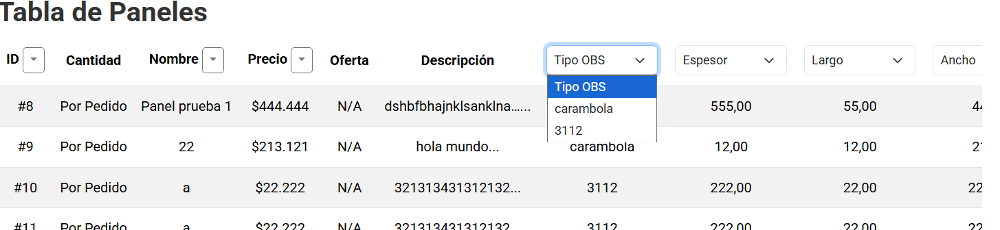 Tabla de Paneles
ID Cantidad Nombre Precio Oferta Descripción Tipo OBS Espesor Largo Ancho
Tipo OBS
#8 Por Pedido Panel prueba 1 $444.444 N/A dshbfbhajnklsanklna...... 555,00 55,00 44
carambola
3112
#9 Por Pedido 22 $213.121 N/A hola mundo... carambola 12,00 12,00 21
#10 Por Pedido a $22.222 N/A 321313431312132... 3112 222,00 22,00 22
#11 Por Pedido a $22.222 N/A 321313431312132... 3112 222,00 22,00 22